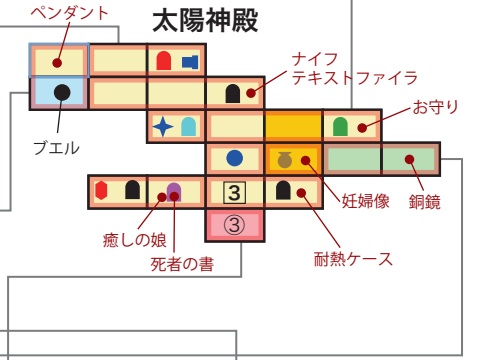 ペンダント
太陽神殿
ナイフ
テキストファイラ
お守り
ブエル
3
妊婦像
銅鏡
③
癒しの娘
死者の書
耐熱ケース